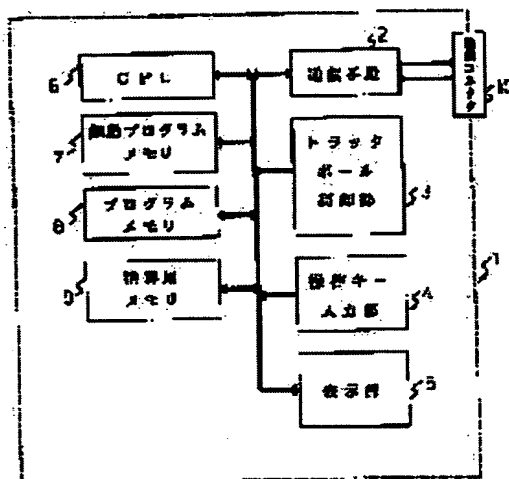 2
6
CPU
通信手段
10
7
プログラム
メモリ
トラック
ボール
制御部
3
8
プログラム
メモリ
1
9
演算用
メモリ
操作キー
入力部
4
表示部
5